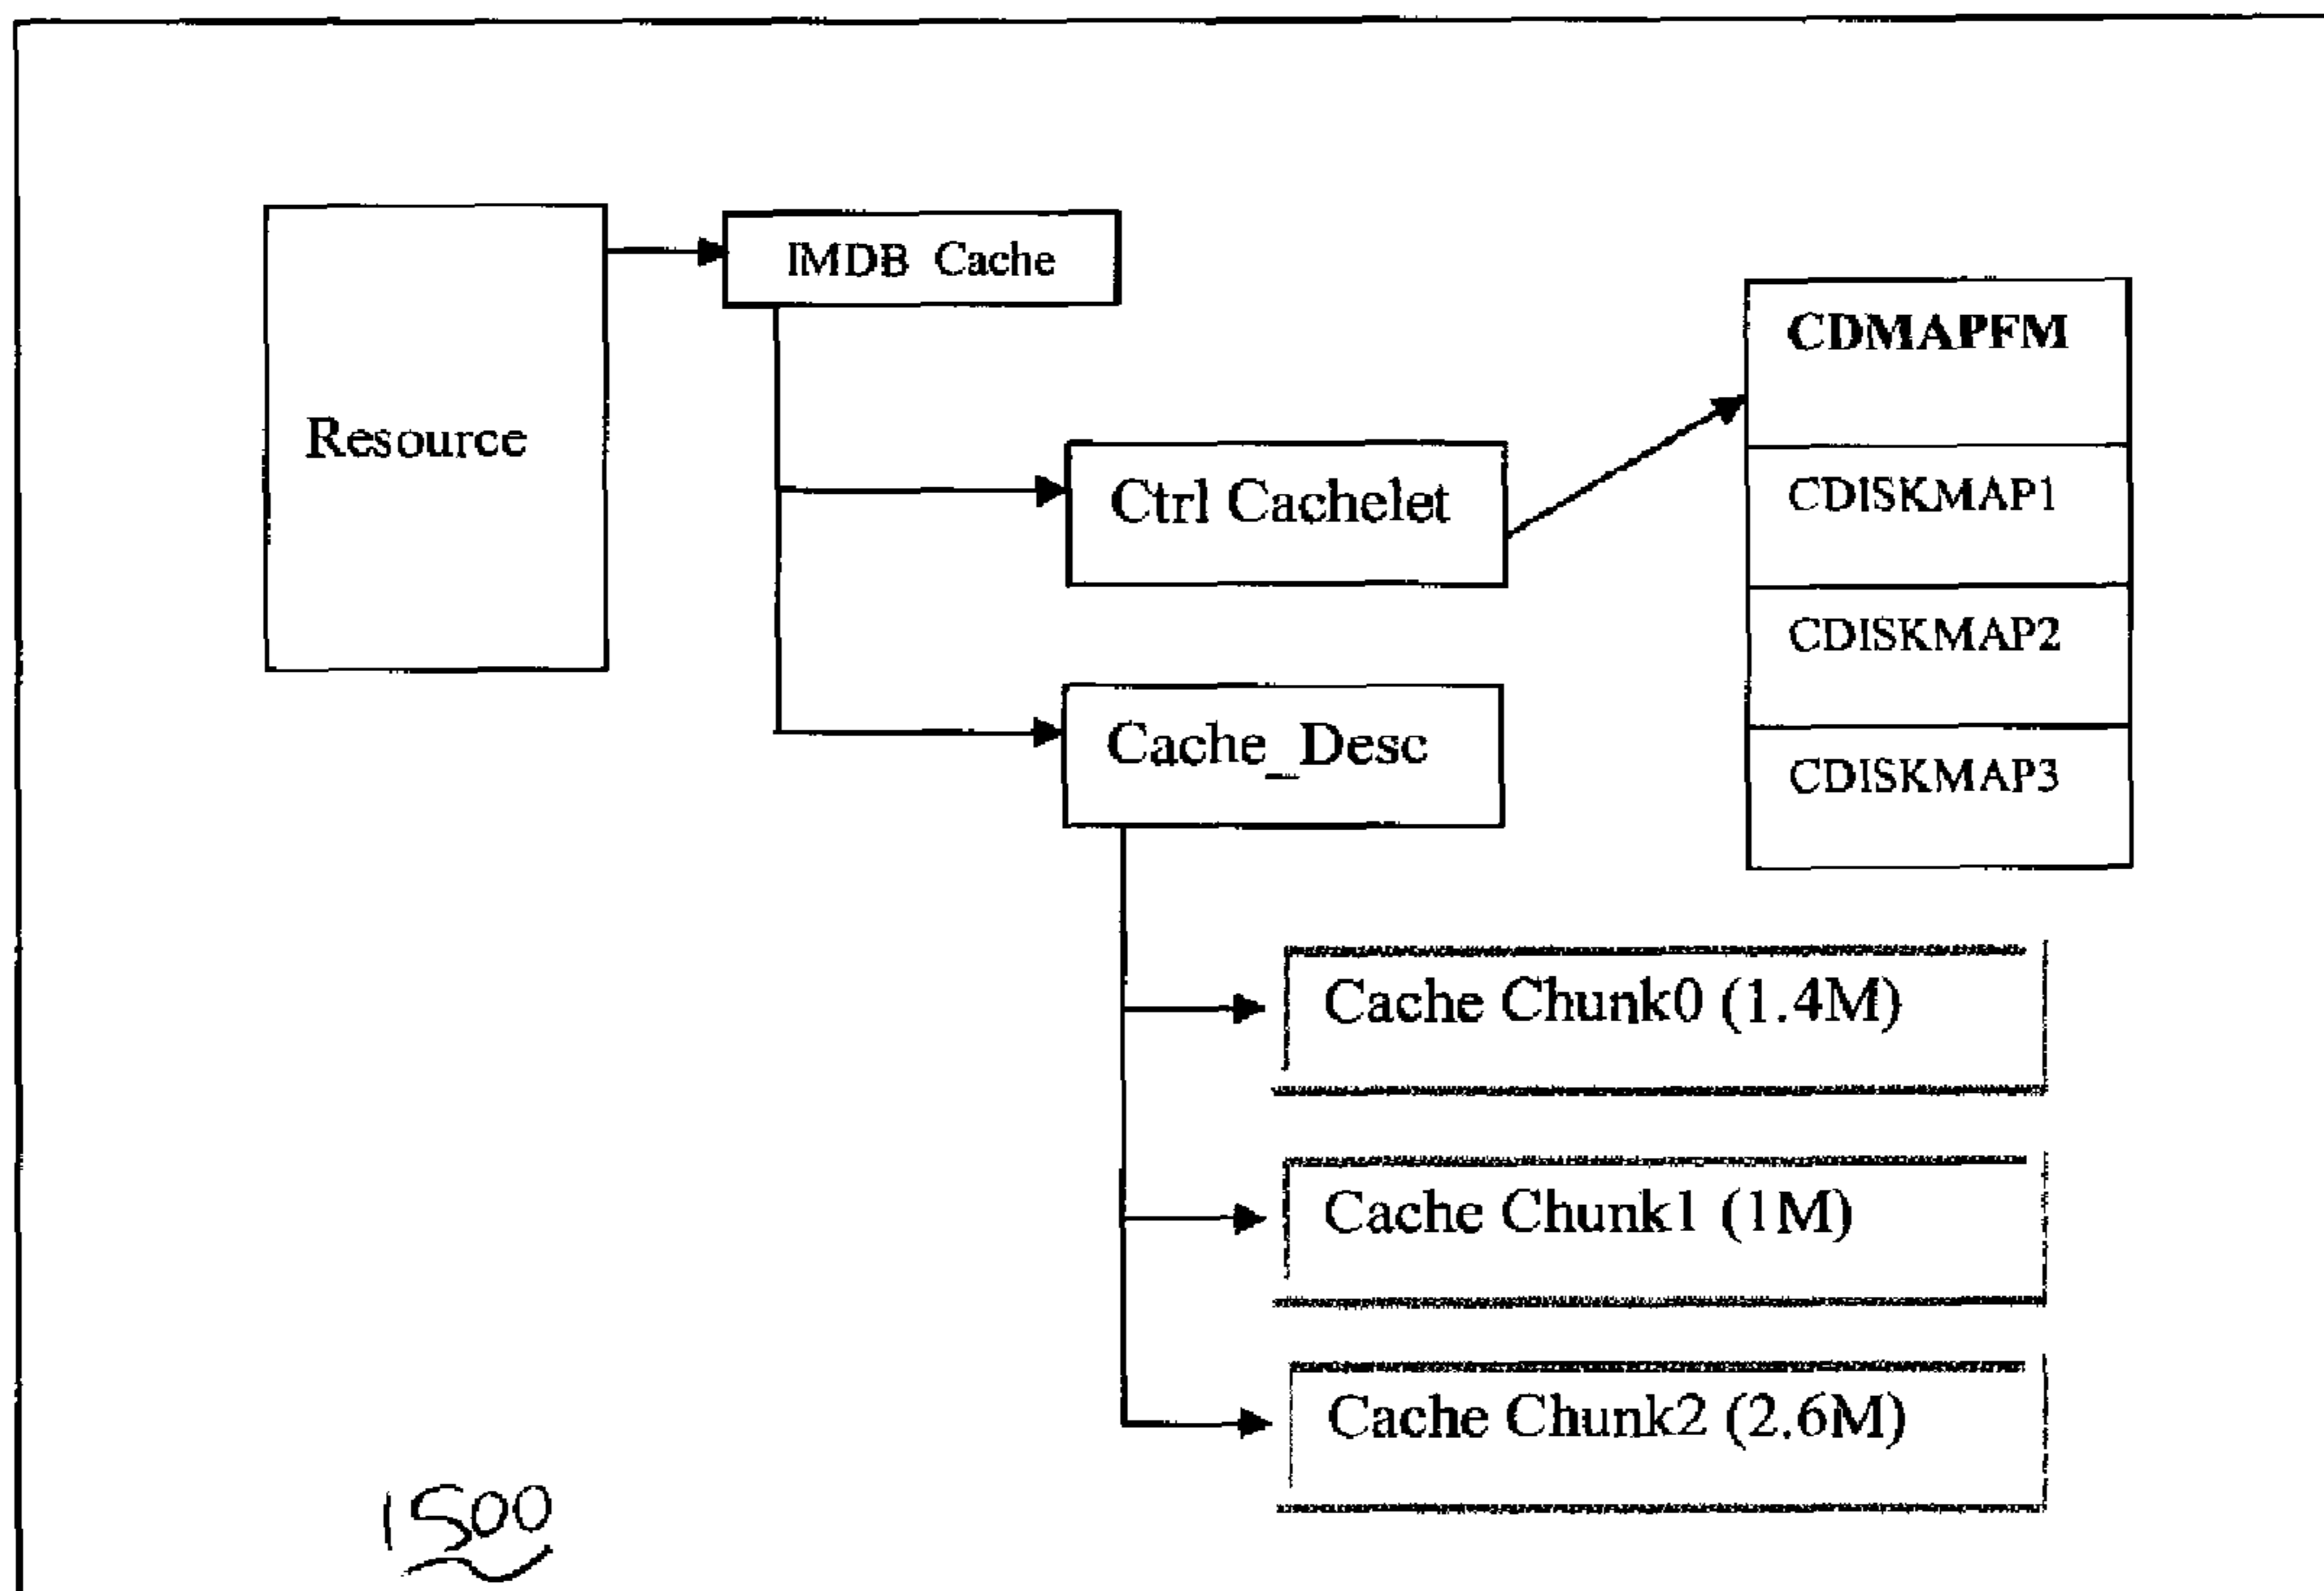 IMDB Cache
Resource
CDMAPFM
CDISKMAP1
CDISKMAP2
CDISKMAP3
Ctrl Cachelet
Cache_Desc
Cache Chunk0 (1.4M)
Cache Chunk1 (1M)
Cache Chunk2 (2.6M)
1500